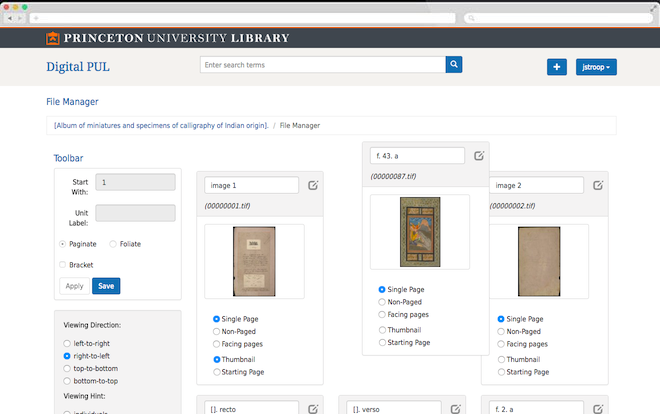 PRINCETON UNIVERSITY LIBRARY
Digital PUL
Enter search terms
jstroop
File Manager
[Album of miniatures and specimens of calligraphy of Indian origin]. / File Manager
Toolbar
Start With:
1
Unit Label:
Paginate
Foliate
Bracket
Apply
Save
Viewing Direction:
left-to-right
right-to-left
top-to-bottom
bottom-to-top
Viewing Hint:
image 1
(00000001.tif)
Single Page
Non-Paged
Facing pages
Thumbnail
Starting Page
f. 43. a
(00000087.tif)
Single Page
Non-Paged
Facing pages
Thumbnail
Starting Page
image 2
(00000002.tif)
Single Page
Non-Paged
Facing pages
Thumbnail
Starting Page
[]. recto
[]. verso
f. 2. a